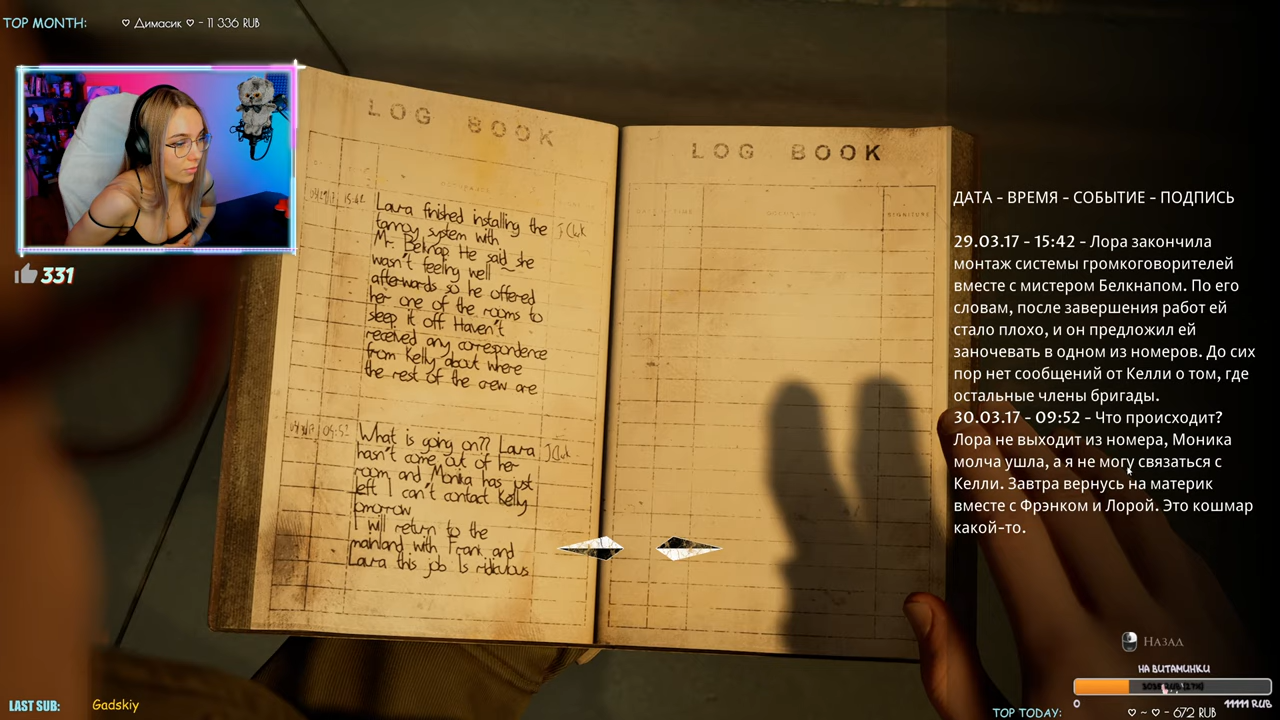 TOP MONTH: ♡ Димасик ♡ - 11 336 RUB
331
LOG BOOK
15:42
Laura finished installing the
tannoy system with
Mr. Belknap He said she
wasn't feeling well
afterwards so he offered
her one of the rooms to
sleep it off Haven't
received any correspondence
from Kelly about where
the rest of the crew are
09:52
What is going on?? Laura
hasn't come out of her
room and Monika has just
left I can't contact Kelly
I will return to the
mainland with Frank and
Laura this job is ridiculous
LOG BOOK
SIGNATURE
ДАТА - ВРЕМЯ - СОБЫТИЕ - ПОДПИСЬ
29.03.17 - 15:42 - Лора закончила
монтаж системы громкоговорителей
вместе с мистером Белкнапом. По его
словам, после завершения работ ей
стало плохо, и он предложил ей
заночевать в одном из номеров. До сих
пор нет сообщений от Келли о том, где
остальные члены бригады.
30.03.17 - 09:52 - Что происходит?
Лора не выходит из номера, Моника
молча ушла, а я не могу связаться с
Келли. Завтра вернусь на материк
вместе с Фрэнком и Лорой. Это кошмар
какой-то.
Назад
НА ВИТАМИНКИ
0 11111 RUB
LAST SUB: Gadskiy
TOP TODAY: ♡ ~ ♡ - 672 RUB